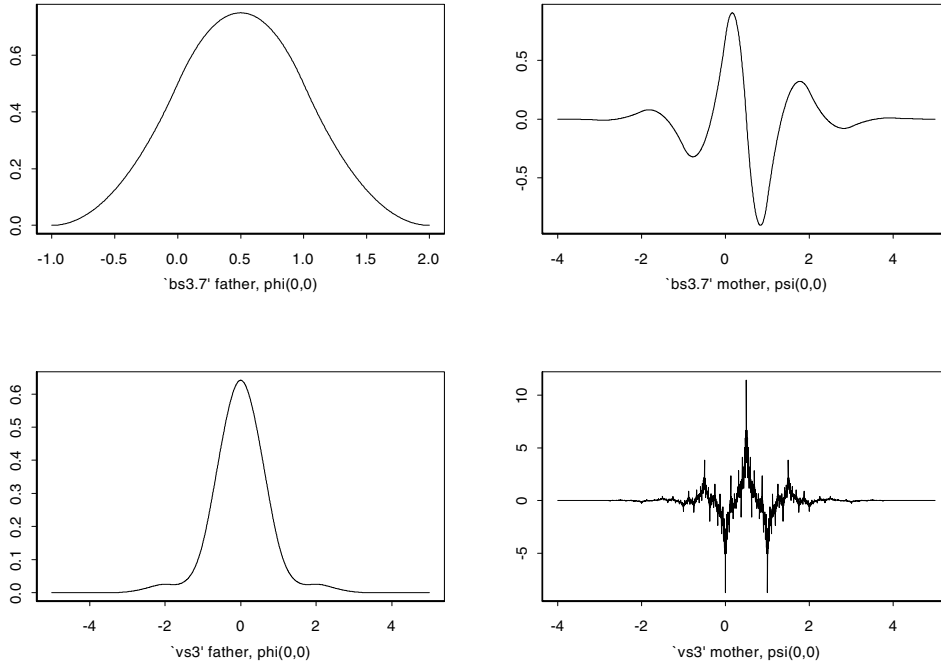 0.0 0.2 0.4 0.6
-1.0 -0.5 0.0 0.5 1.0 1.5 2.0
`bs3.7' father, phi(0,0)
-0.5 0.0 0.5
-4 -2 0 2 4
`bs3.7' mother, psi(0,0)
0.0 0.1 0.2 0.3 0.4 0.5 0.6
-4 -2 0 2 4
`vs3' father, phi(0,0)
-5 0 5 10
-4 -2 0 2 4
`vs3' mother, psi(0,0)